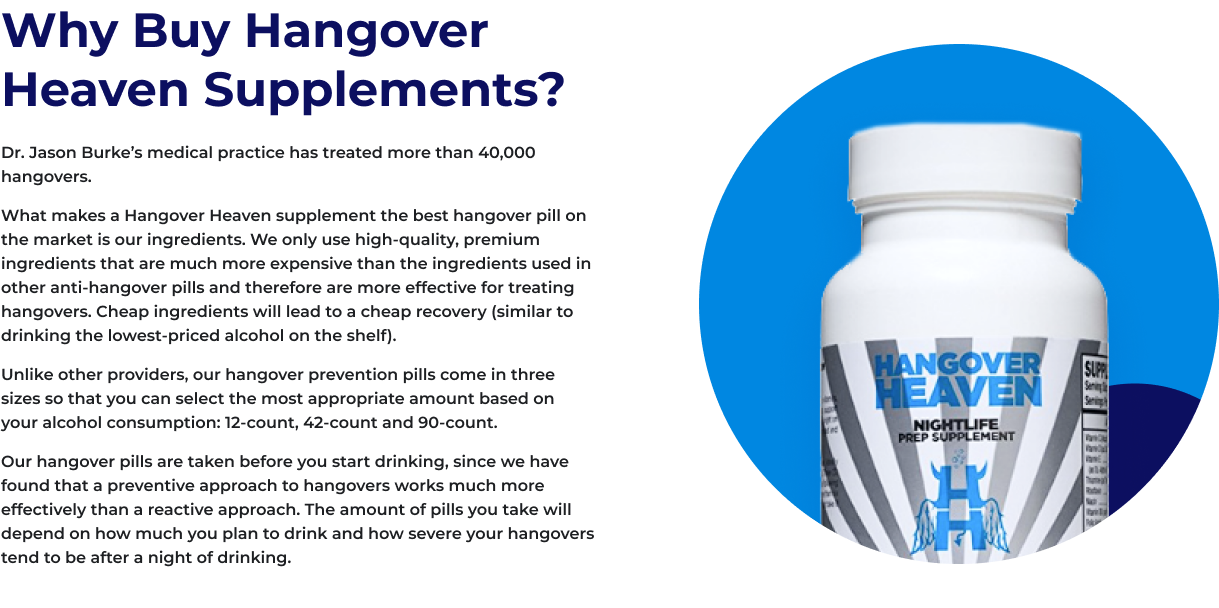 Why Buy Hangover
Heaven Supplements?
Dr. Jason Burke’s medical practice has treated more than 40,000
hangovers.
What makes a Hangover Heaven supplement the best hangover pill on
the market is our ingredients. We only use high-quality, premium
ingredients that are much more expensive than the ingredients used in
other anti-hangover pills and therefore are more effective for treating
hangovers. Cheap ingredients will lead to a cheap recovery (similar to
drinking the lowest-priced alcohol on the shelf).
Unlike other providers, our hangover prevention pills come in three
sizes so that you can select the most appropriate amount based on
your alcohol consumption: 12-count, 42-count and 90-count.
Our hangover pills are taken before you start drinking, since we have
found that a preventive approach to hangovers works much more
effectively than a reactive approach. The amount of pills you take will
depend on how much you plan to drink and how severe your hangovers
tend to be after a night of drinking.
HANGOVER
HEAVEN
NIGHTLIFE
PREP SUPPLEMENT